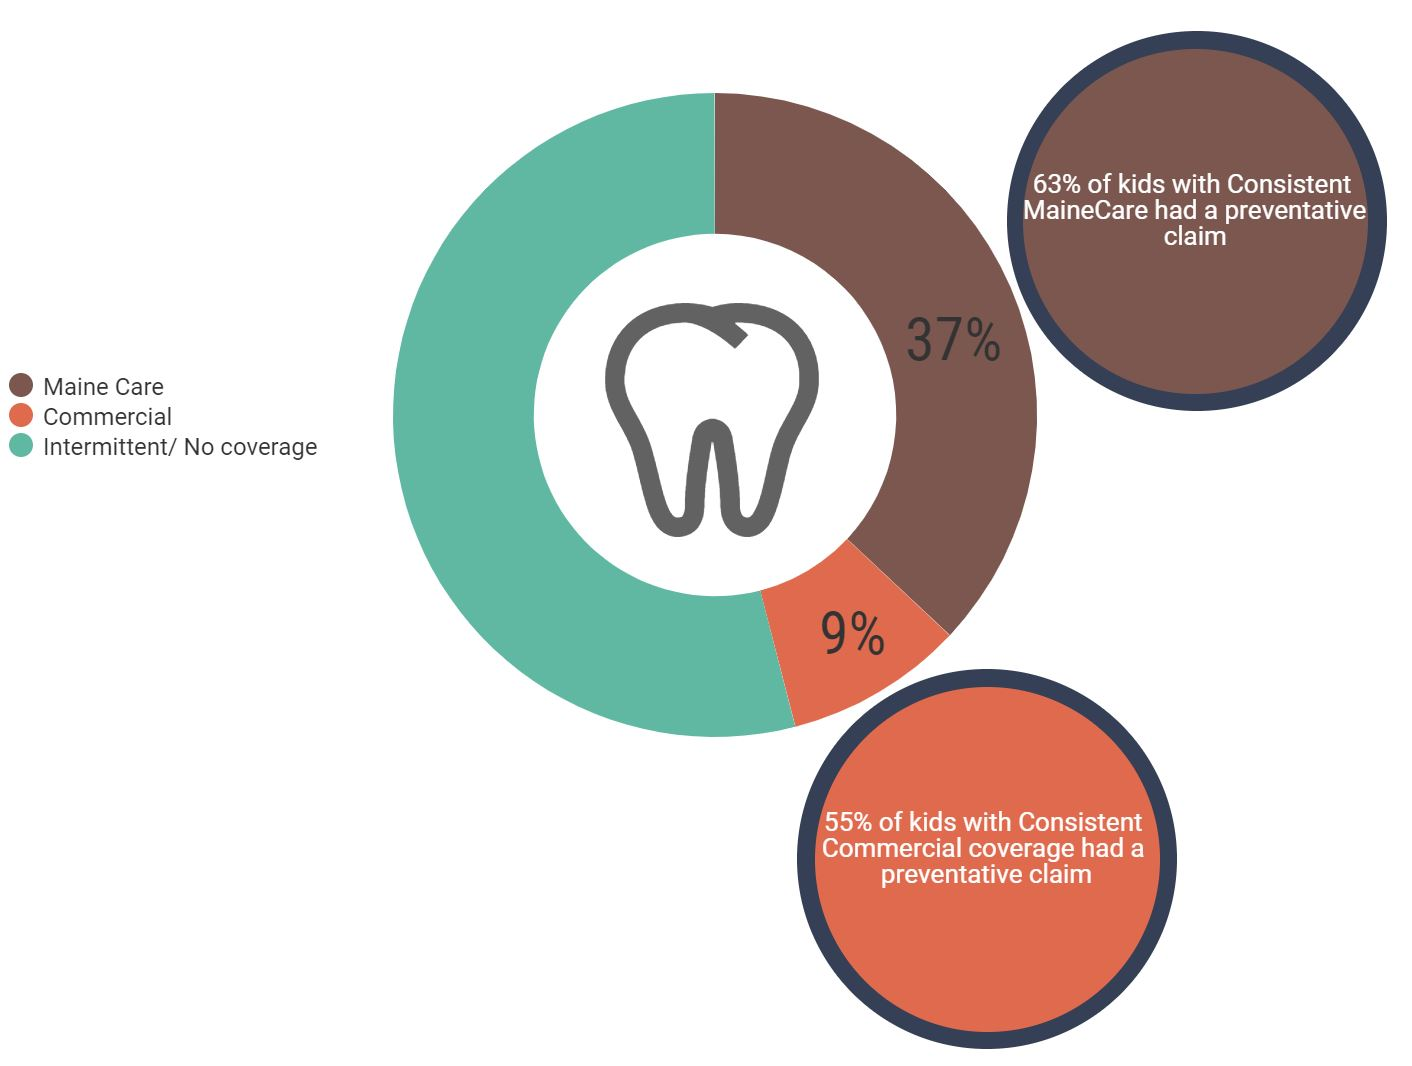 63% of kids with Consistent
MaineCare had a preventative
claim
37%
Maine Care
Commercial
Intermittent/ No coverage
9%
55% of kids with Consistent
Commercial coverage had a
preventative claim